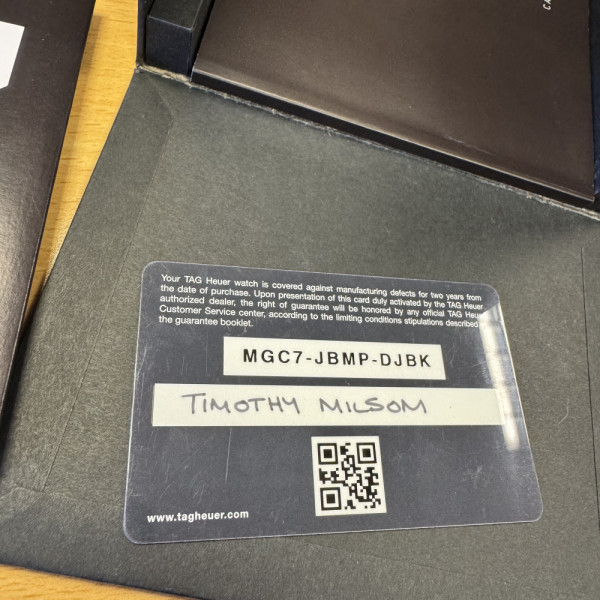 CA
Your TAG Heuer watch is covered against manufacturing defects for two years from
the date of purchase. Upon presentation of this card duly activated by the TAG Heuer
authorized dealer, the right of guarantee will be honored by any official TAG Heuer
Customer Service center, according to the limiting conditions stipulations described
the guarantee booklet.
MGC7-JBMP-DJBK
TIMOTHY MILSOM
www.tagheuer.com